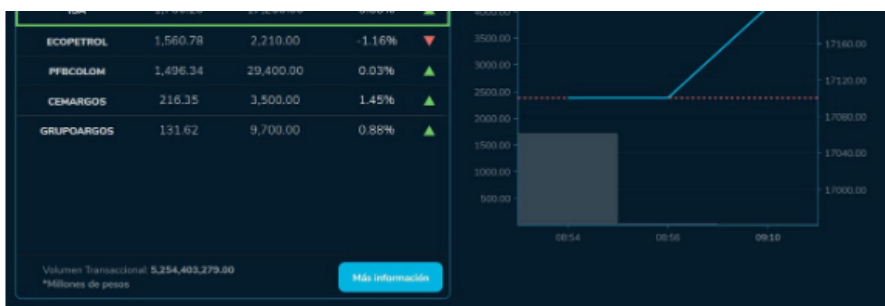 ISA
ECOPETROL 1,560.78 2,210.00 -1.16%
PFBCOLOM 1,496.34 29,400.00 0.03%
CEMARGOS 216.35 3,500.00 1.45%
GRUPOARGOS 131.62 9,700.00 0.88%
Volumen Transaccional: 5,254,403,279.00
*Millones de pesos
Más información
4000.00
3500.00
3000.00
2500.00
2000.00
1500.00
1000.00
500.00
17160.00
17120.00
17080.00
17040.00
17000.00
08:54 08:56 09:10